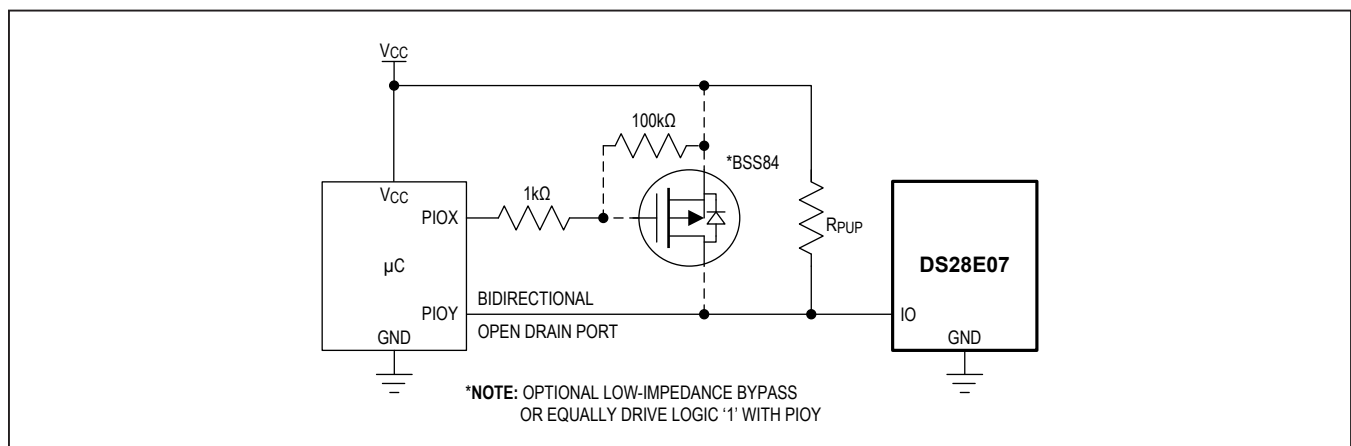 VCC
100kΩ
*BSS84
VCC
PIOX
1kΩ
RPUP
µC
DS28E07
PIOY
BIDIRECTIONAL
OPEN DRAIN PORT
IO
GND
GND
*NOTE: OPTIONAL LOW-IMPEDANCE BYPASS
OR EQUALLY DRIVE LOGIC ‘1’ WITH PIOY